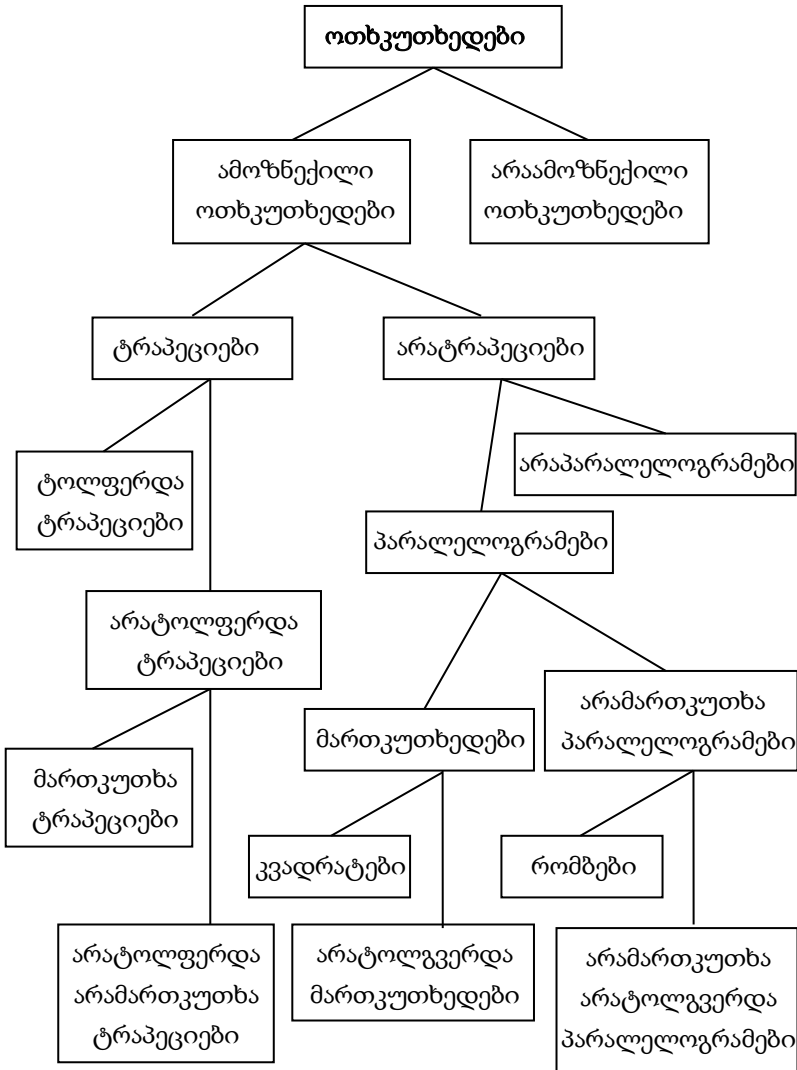 ოთხკუთხედები
ამოზნექილი
ოთხკუთხედები
არაამოზნექილი
ოთხკუთხედები
ტრაპეციები
არატრაპეციები
ტოლფერდა
ტრაპეციები
არაპარალელოგრამები
პარალელოგრამები
არატოლფერდა
ტრაპეციები
მართკუთხედები
არამართკუთხა
პარალელოგრამები
მართკუთხა
ტრაპეციები
კვადრატები
რომბები
არატოლფერდა
არამართკუთხა
ტრაპეციები
არატოლგვერდა
მართკუთხედები
არამართკუთხა
არატოლგვერდა
პარალელოგრამები